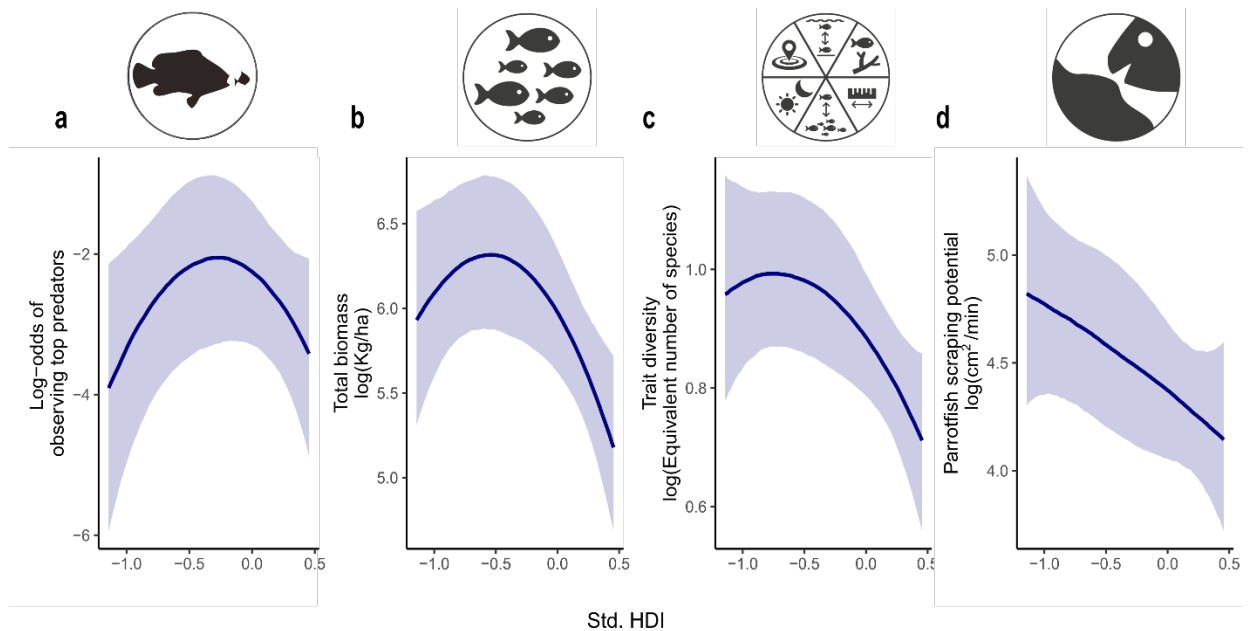 a
b
c
d
Log−odds of
observing top predators
−2
−4
−6
−1.0 −0.5 0.0 0.5
Total biomass
log(Kg/ha)
6.5
6.0
5.5
5.0
−1.0 −0.5 0.0 0.5
Trait diversity
log(Equivalent number of species)
1.0
0.8
0.6
−1.0 −0.5 0.0 0.5
Parrotfish scraping potential
log(cm² /min)
5.0
4.5
4.0
−1.0 −0.5 0.0 0.5
Std. HDI